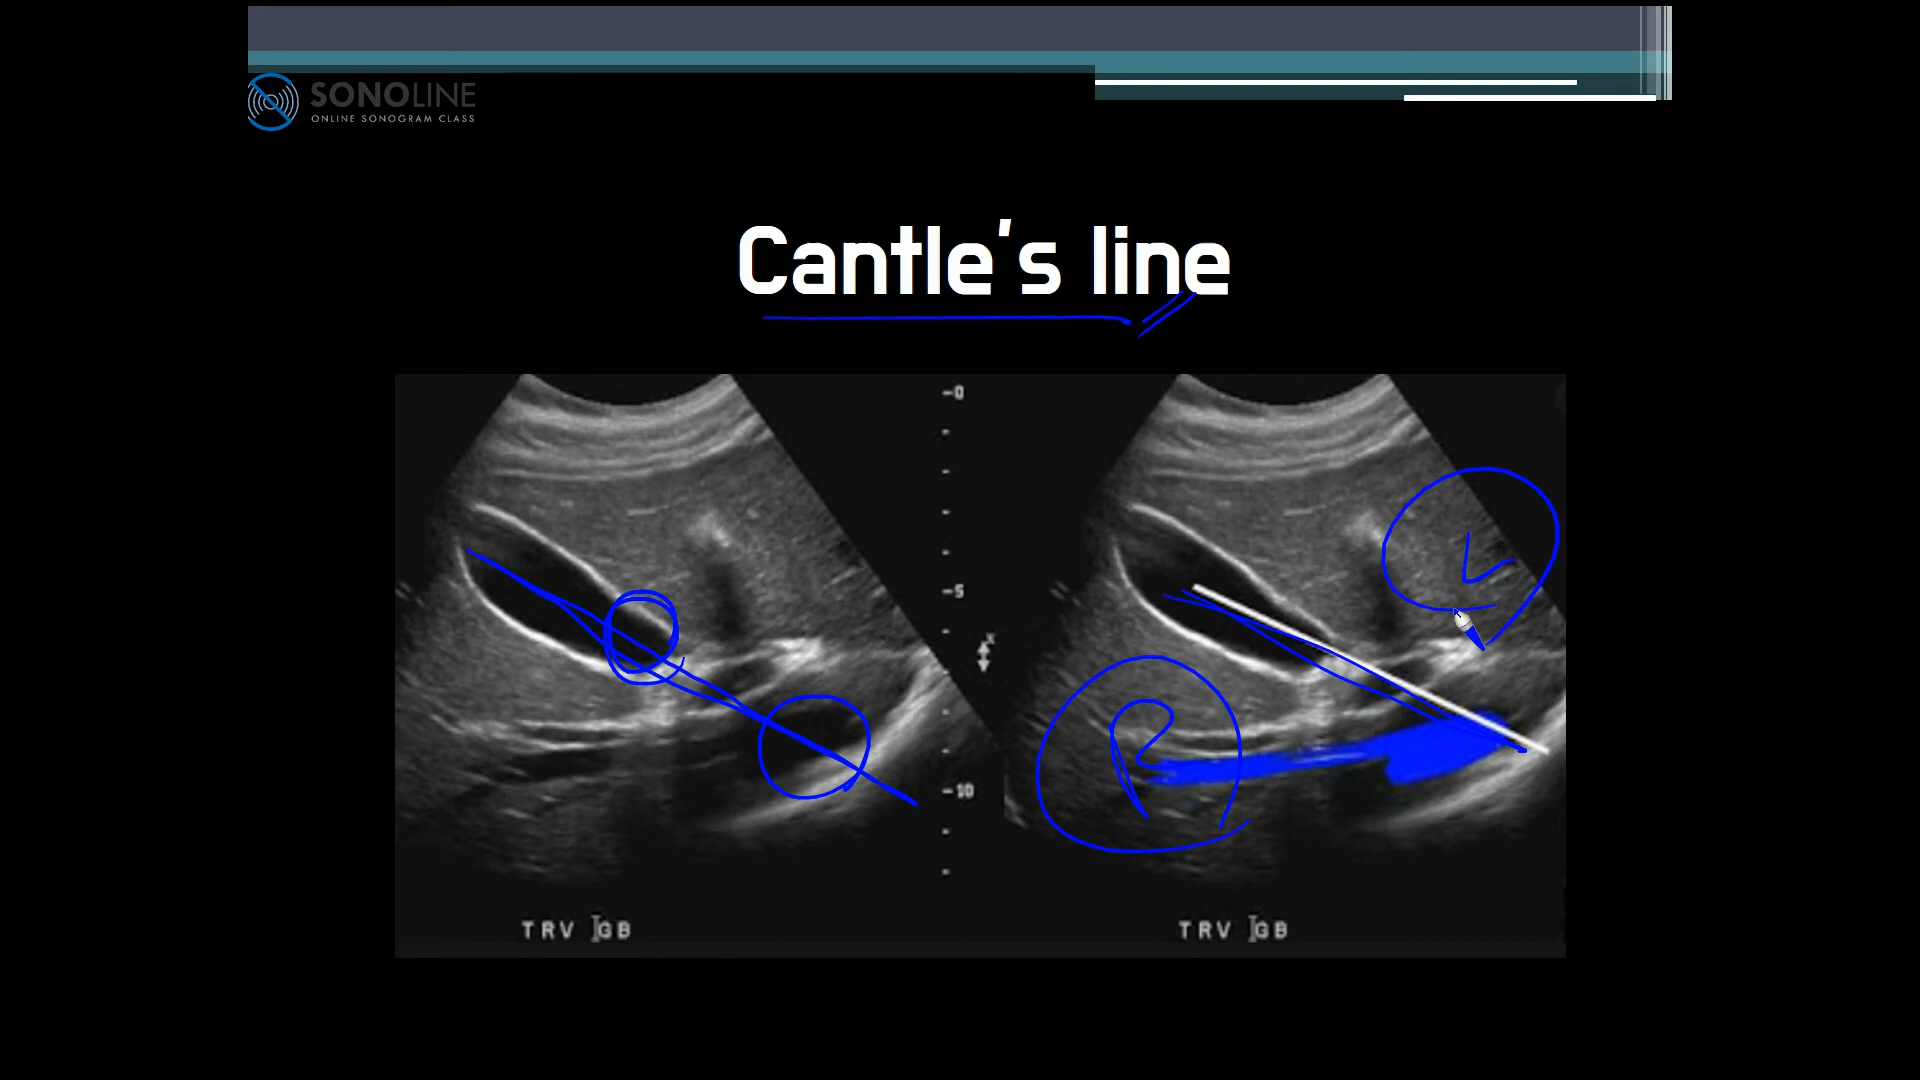 SONOLINE
ONLINE SONOGRAM CLASS
Cantle's line
-0
-5
-10
x
L
R
TRV GB
TRV GB